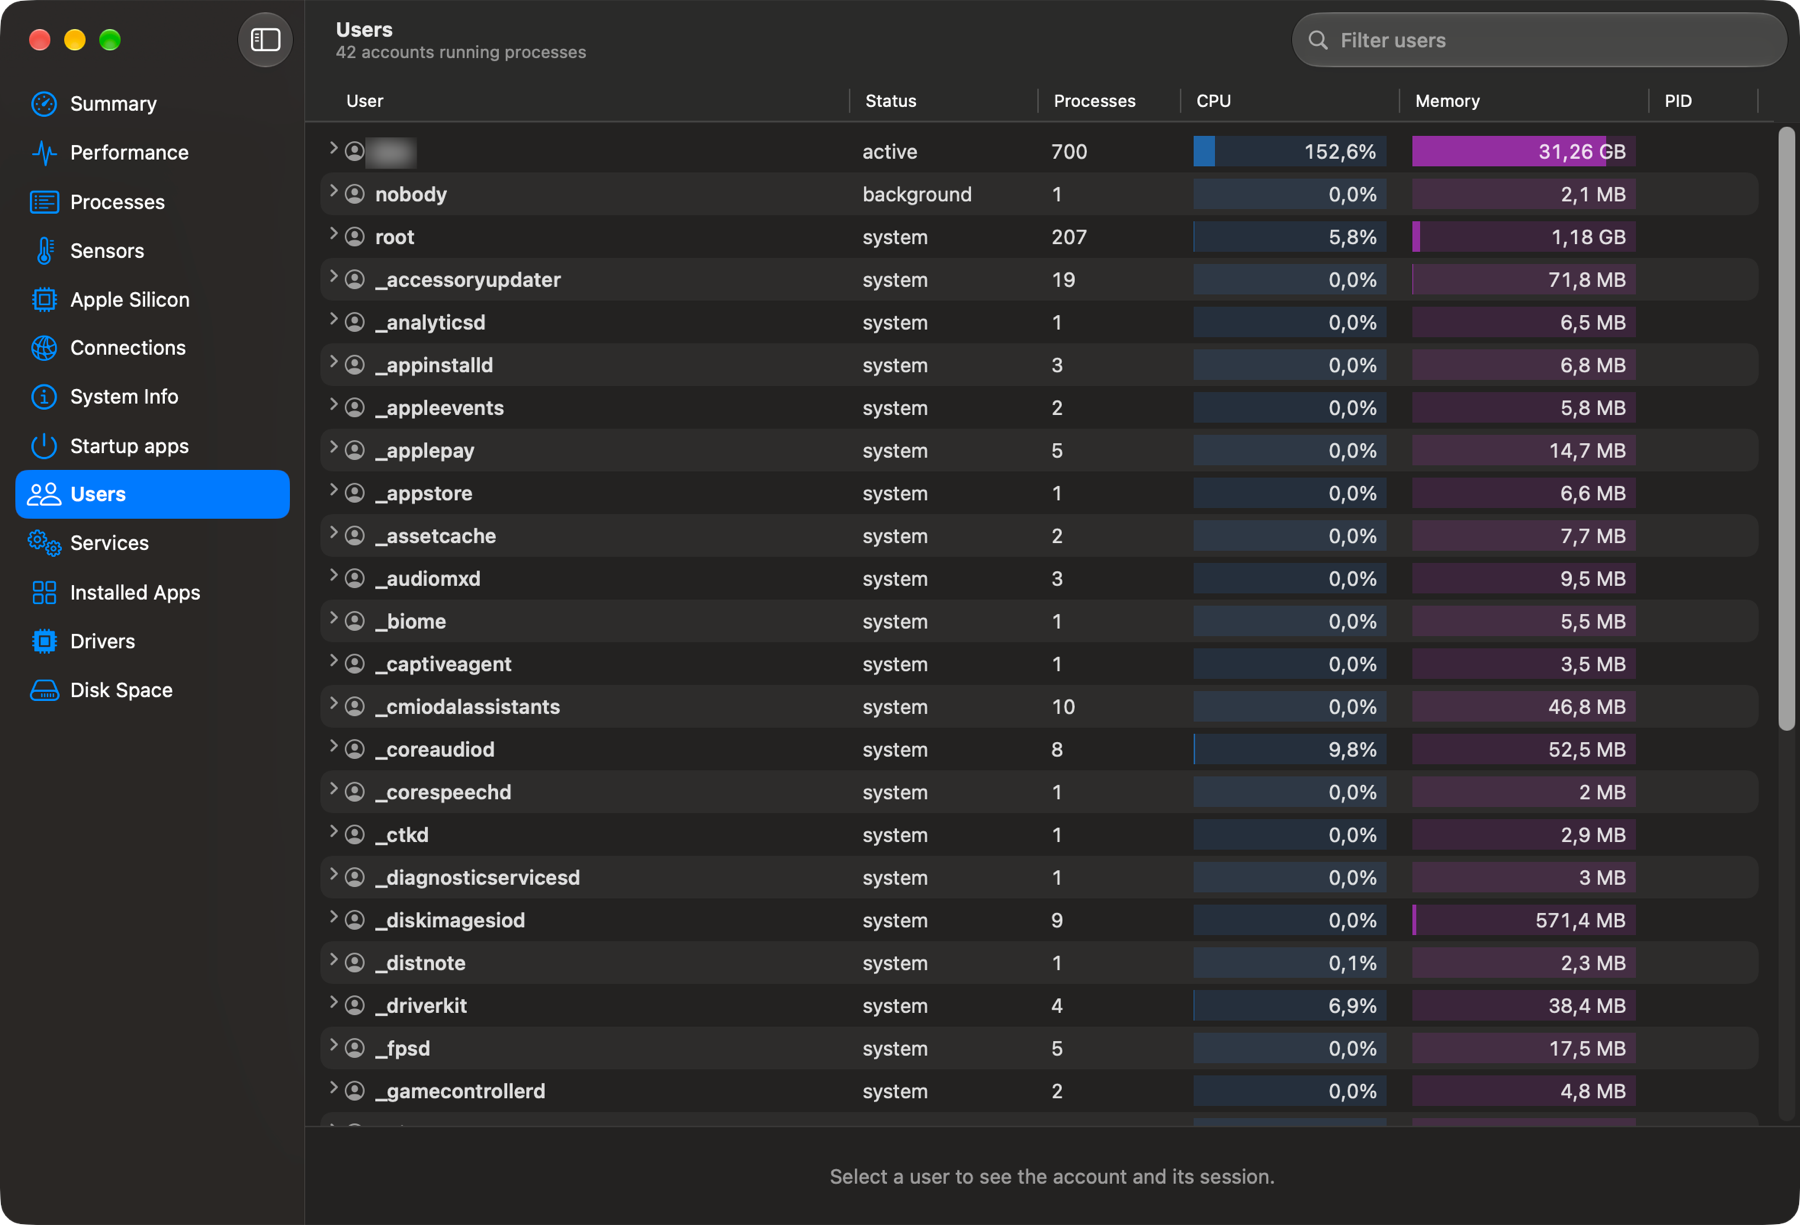 Users
42 accounts running processes
Filter users
Summary
Performance
Processes
Sensors
Apple Silicon
Connections
System Info
Startup apps
Users
Services
Installed Apps
Drivers
Disk Space
User Status Processes CPU Memory PID
active 700 152,6% 31,26 GB
nobody background 1 0,0% 2,1 MB
root system 207 5,8% 1,18 GB
_accessoryupdater system 19 0,0% 71,8 MB
_analyticsd system 1 0,0% 6,5 MB
_appinstalld system 3 0,0% 6,8 MB
_appleevents system 2 0,0% 5,8 MB
_applepay system 5 0,0% 14,7 MB
_appstore system 1 0,0% 6,6 MB
_assetcache system 2 0,0% 7,7 MB
_audiomxd system 3 0,0% 9,5 MB
_biome system 1 0,0% 5,5 MB
_captiveagent system 1 0,0% 3,5 MB
_cmiodalassistants system 10 0,0% 46,8 MB
_coreaudiod system 8 9,8% 52,5 MB
_corespeechd system 1 0,0% 2 MB
_ctkd system 1 0,0% 2,9 MB
_diagnosticservicesd system 1 0,0% 3 MB
_diskimagesiod system 9 0,0% 571,4 MB
_distnote system 1 0,1% 2,3 MB
_driverkit system 4 6,9% 38,4 MB
_fpsd system 5 0,0% 17,5 MB
_gamecontrollerd system 2 0,0% 4,8 MB
Select a user to see the account and its session.